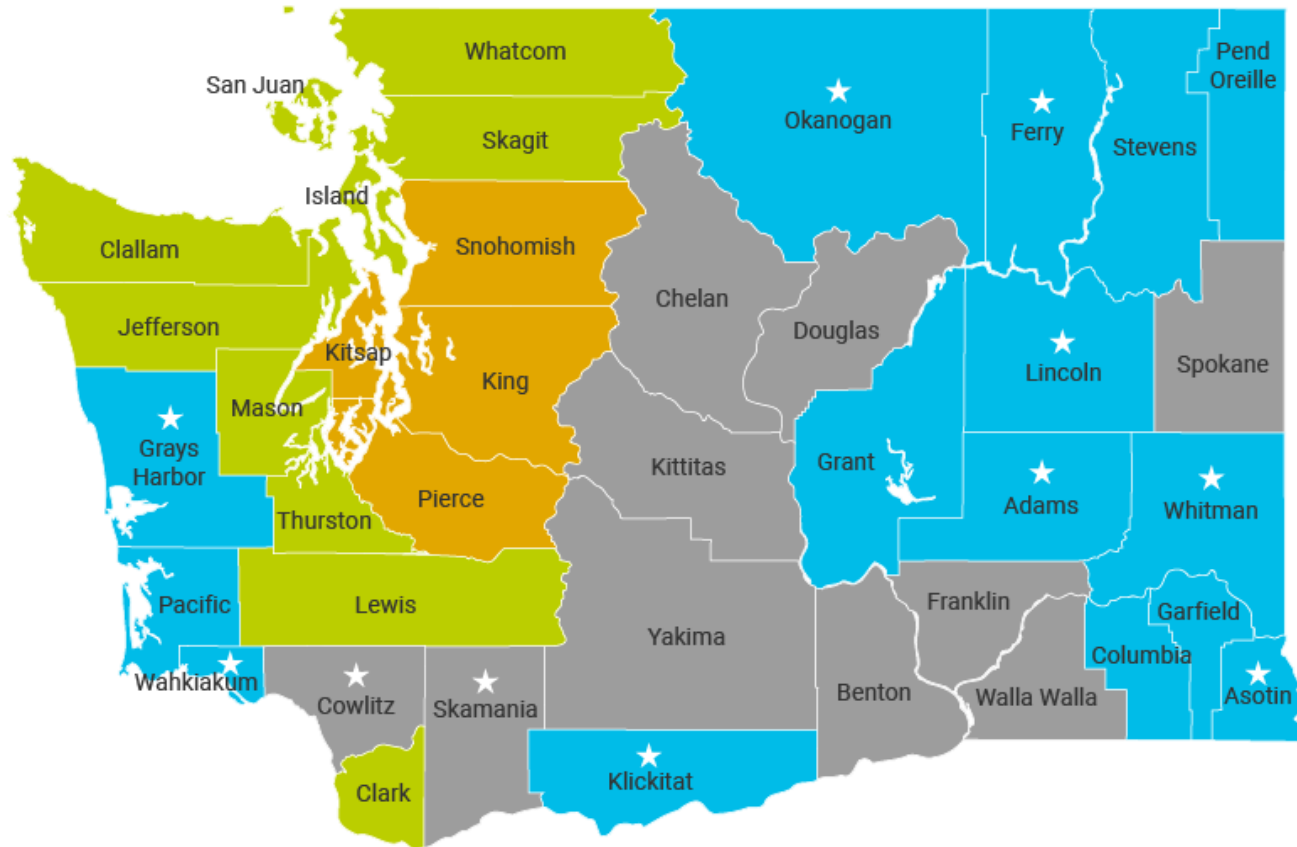 Whatcom
San Juan
Skagit
Island
Clallam
Snohomish
Jefferson
Kitsap
King
Mason
Grays
Harbor
Pierce
Thurston
Pacific
Lewis
Wahkiakum
Cowlitz
Skamania
Clark
Okanogan
Ferry
Stevens
Pend
Oreille
Chelan
Douglas
Lincoln
Spokane
Kittitas
Grant
Adams
Whitman
Yakima
Franklin
Garfield
Columbia
Benton
Walla Walla
Asotin
Klickitat